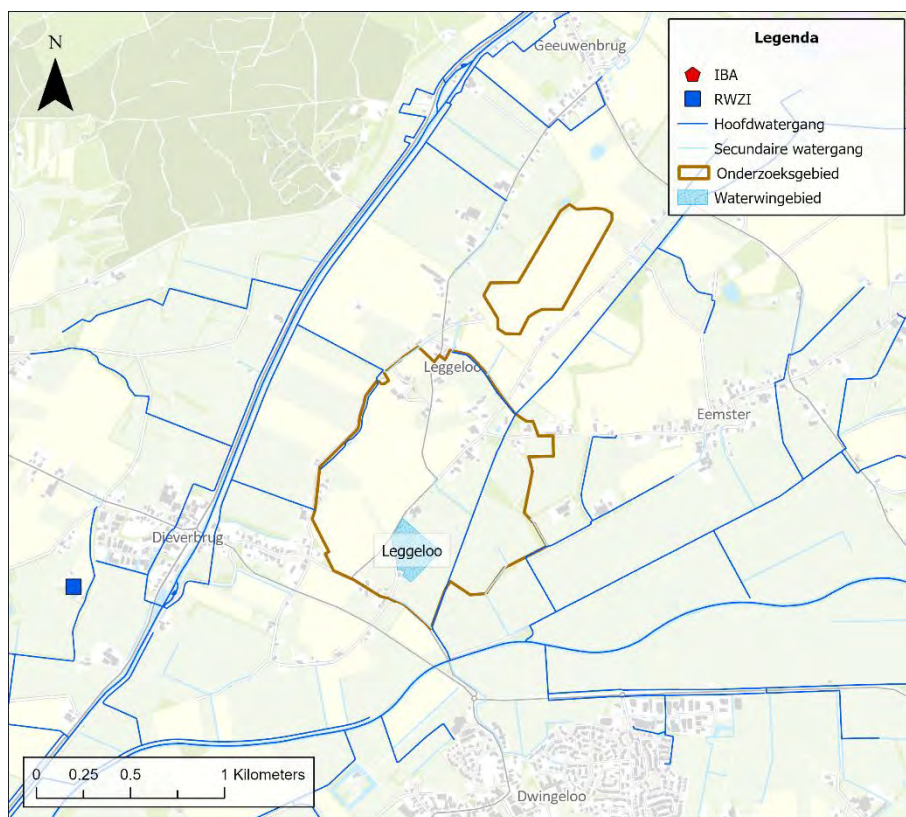 N
Geeuwenbrug
Legenda
IBA
RWZI
Hoofdwatergang
Secundaire watergang
Onderzoeksgebied
Waterwingebied
Leggeloo
Eemster
Dieverbrug
Leggeloo
0 0.25 0.5 1 Kilometers
Dwingeloo